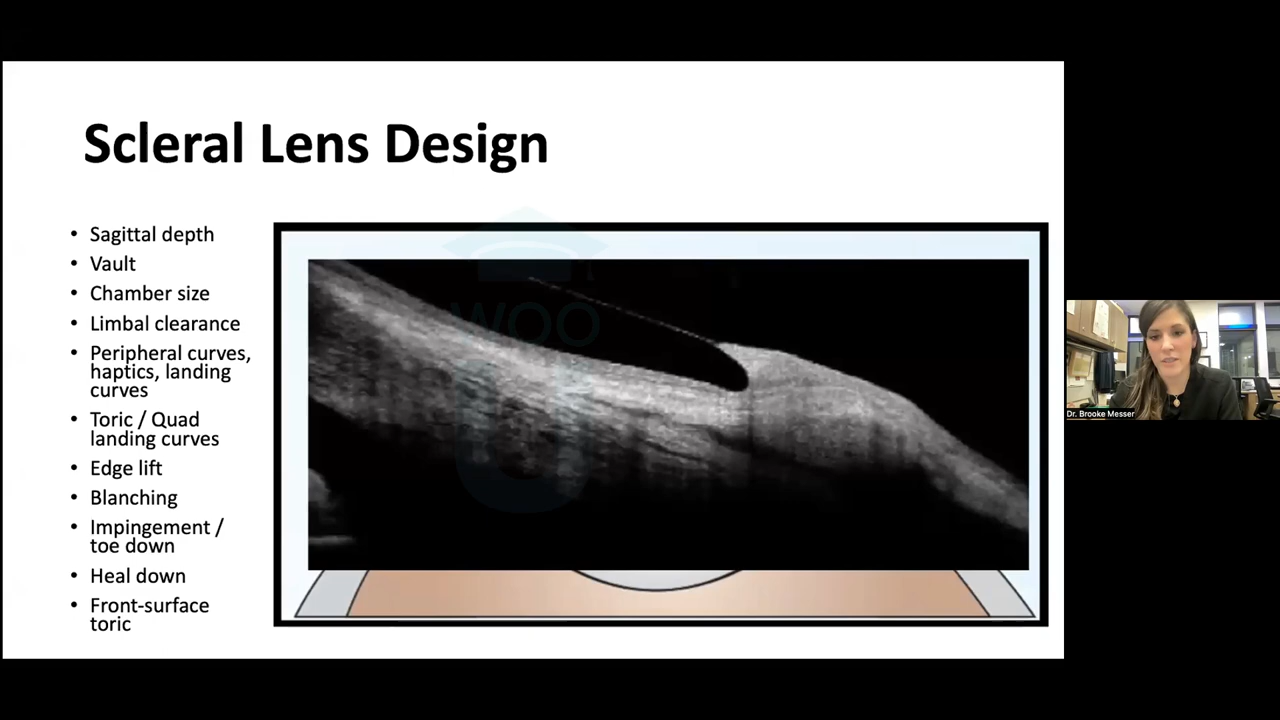 Scleral Lens Design
• Sagittal depth
• Vault
• Chamber size
• Limbal clearance
• Peripheral curves,
haptics, landing
curves
• Toric / Quad
landing curves
• Edge lift
• Blanching
• Impingement /
toe down
• Heal down
• Front-surface
toric
WOO
U
Dr. Brooke Messer